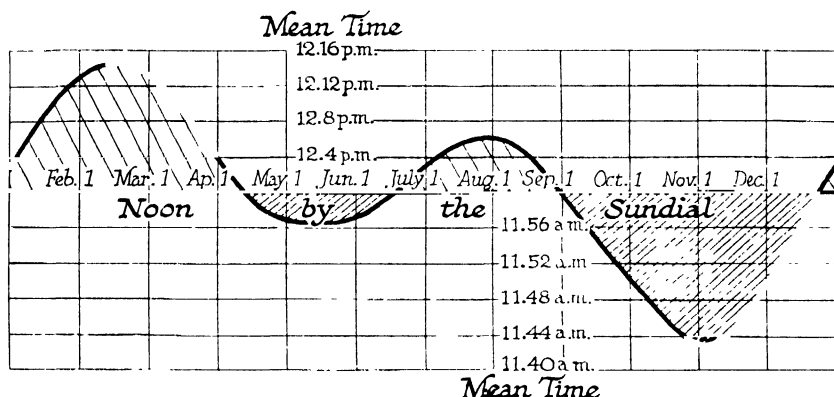 Mean Time
12.16 p.m.
12.12 p.m.
12.8 p.m.
12.4 p.m.
Feb. 1 Mar. 1 Ap. 1 May. 1 Jun. 1 July 1 Aug. 1 Sep. 1 Oct. 1 Nov. 1 Dec. 1
Noon by the Sundial
11.56 a.m.
11.52 a.m
11.48 a.m.
11.44 a.m.
11.40 a m.
Mean Time